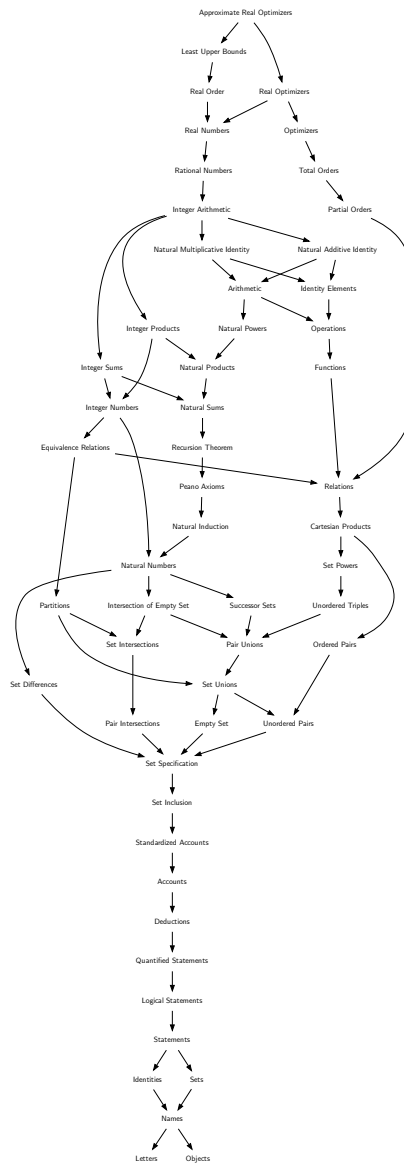 Approximate Real Optimizers
Least Upper Bounds
Real Order Real Optimizers
Real Numbers Optimizers
Rational Numbers Total Orders
Integer Arithmetic Partial Orders
Natural Multiplicative Identity Natural Additive Identity
Arithmetic Identity Elements
Integer Products Natural Powers Operations
Integer Sums Natural Products Functions
Integer Numbers Natural Sums
Equivalence Relations Recursion Theorem
Peano Axioms Relations
Natural Induction Cartesian Products
Natural Numbers Set Powers
Partitions Intersection of Empty Set Successor Sets Unordered Triples
Set Intersections Pair Unions Ordered Pairs
Set Differences Set Unions
Pair Intersections Empty Set Unordered Pairs
Set Specification
Set Inclusion
Standardized Accounts
Accounts
Deductions
Quantified Statements
Logical Statements
Statements
Identities Sets
Names
Letters Objects